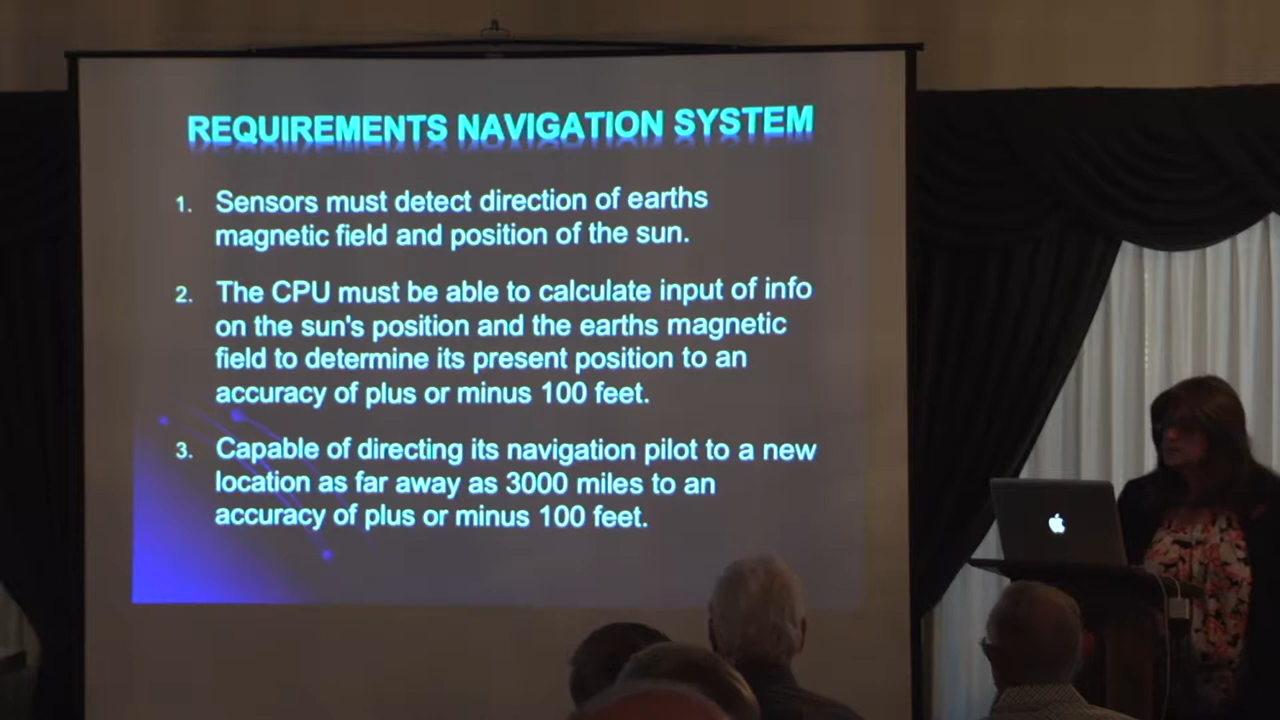 REQUIREMENTS NAVIGATION SYSTEM
1. Sensors must detect direction of earths
magnetic field and position of the sun.
2. The CPU must be able to calculate input of info
on the sun's position and the earths magnetic
field to determine its present position to an
accuracy of plus or minus 100 feet.
3. Capable of directing its navigation pilot to a new
location as far away as 3000 miles to an
accuracy of plus or minus 100 feet.